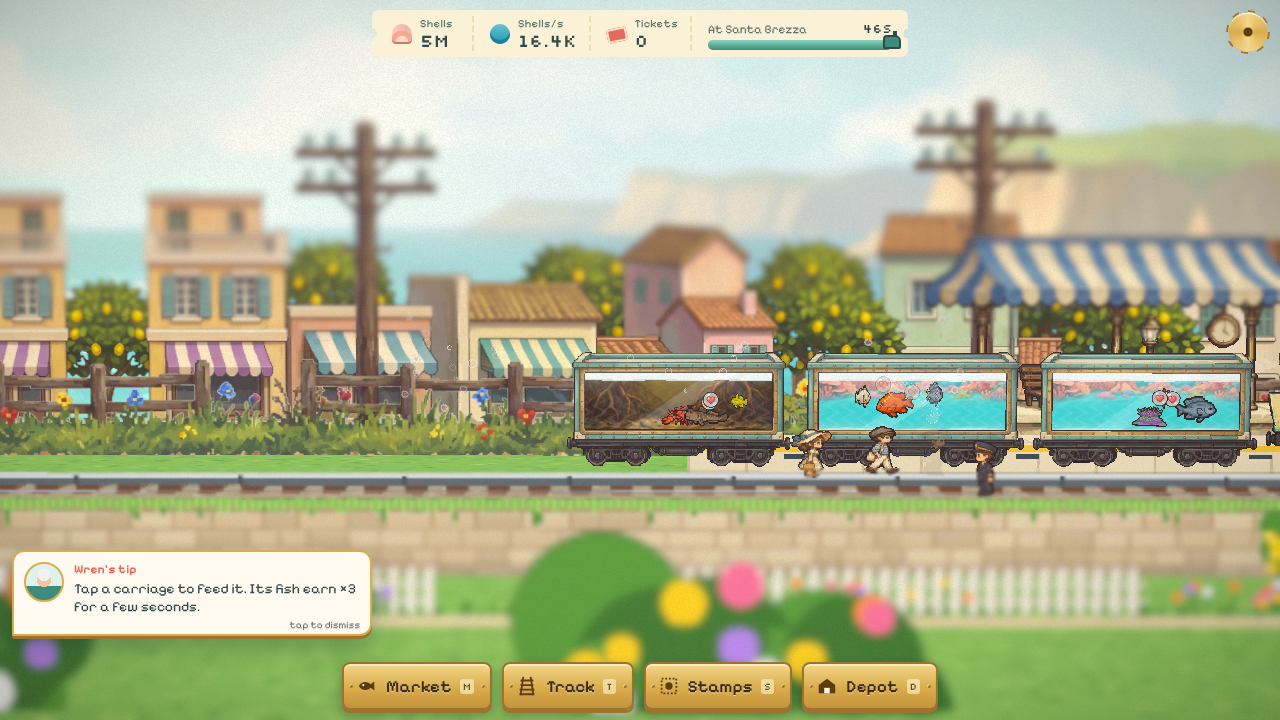 Shells
5M
Shells/s
16.4K
Tickets
0
At Santa Brezza
46s
Wren's tip
Tap a carriage to feed it. Its fish earn ×3
for a few seconds.
tap to dismiss
Market M
Track T
Stamps S
Depot D